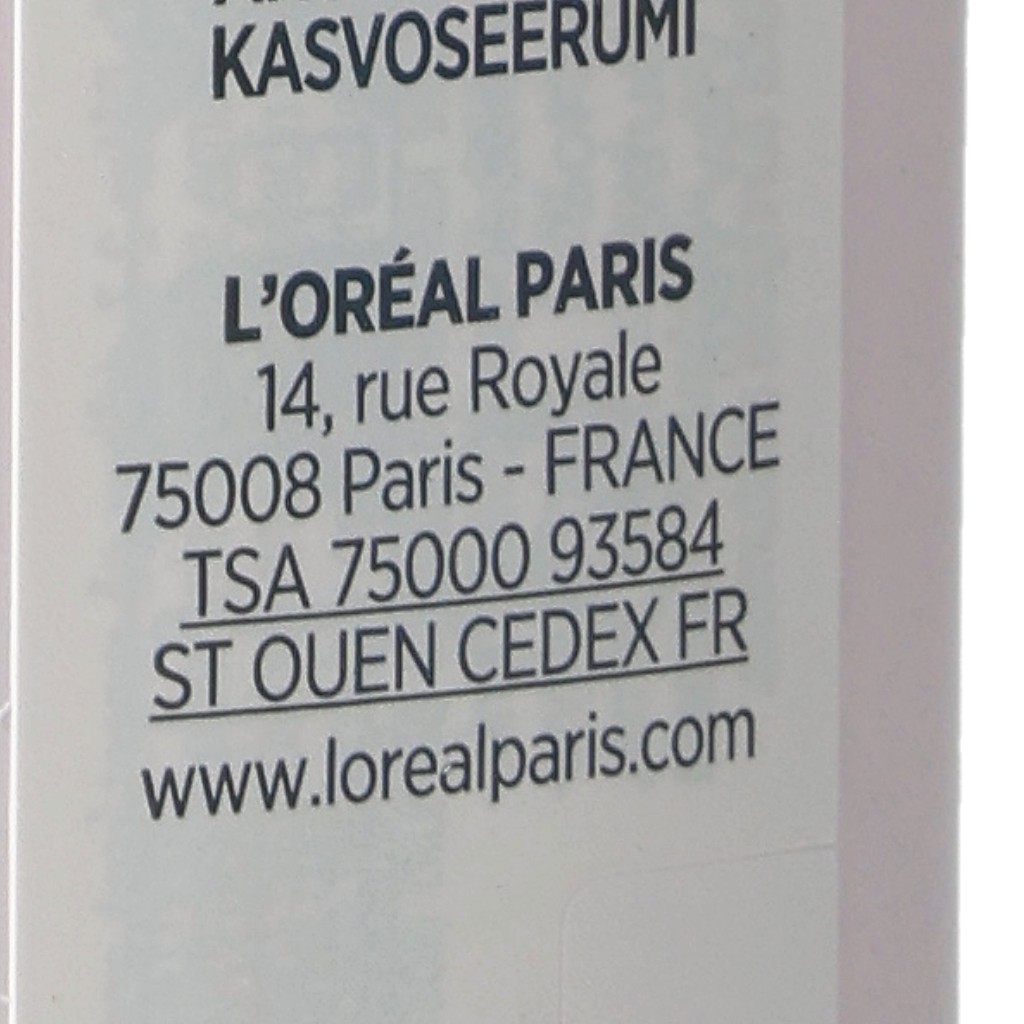 KASVOSEERUMI
L'ORÉAL PARIS
14, rue Royale
75008 Paris - FRANCE
TSA 75000 93584
ST OUEN CEDEX FR
www.lorealparis.com